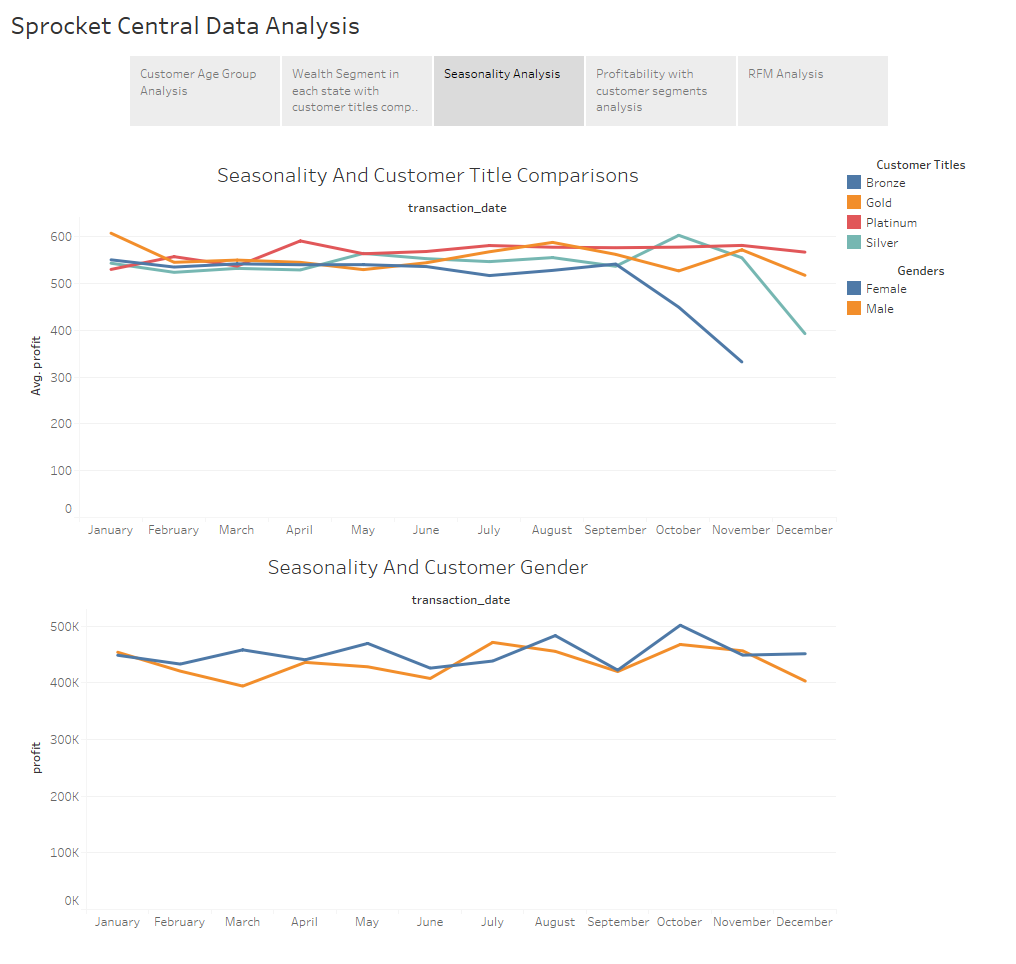 Sprocket Central Data Analysis
Customer Age Group
Analysis
Wealth Segment in
each state with
customer titles comp..
Seasonality Analysis
Profitability with
customer segments
analysis
RFM Analysis
Seasonality And Customer Title Comparisons
transaction_date
600
500
400
300
200
100
0
Avg. profit
January February March April May June July August September October November December
Customer Titles
Bronze
Gold
Platinum
Silver
Genders
Female
Male
Seasonality And Customer Gender
transaction_date
500K
400K
300K
200K
100K
0K
profit
January February March April May June July August September October November December